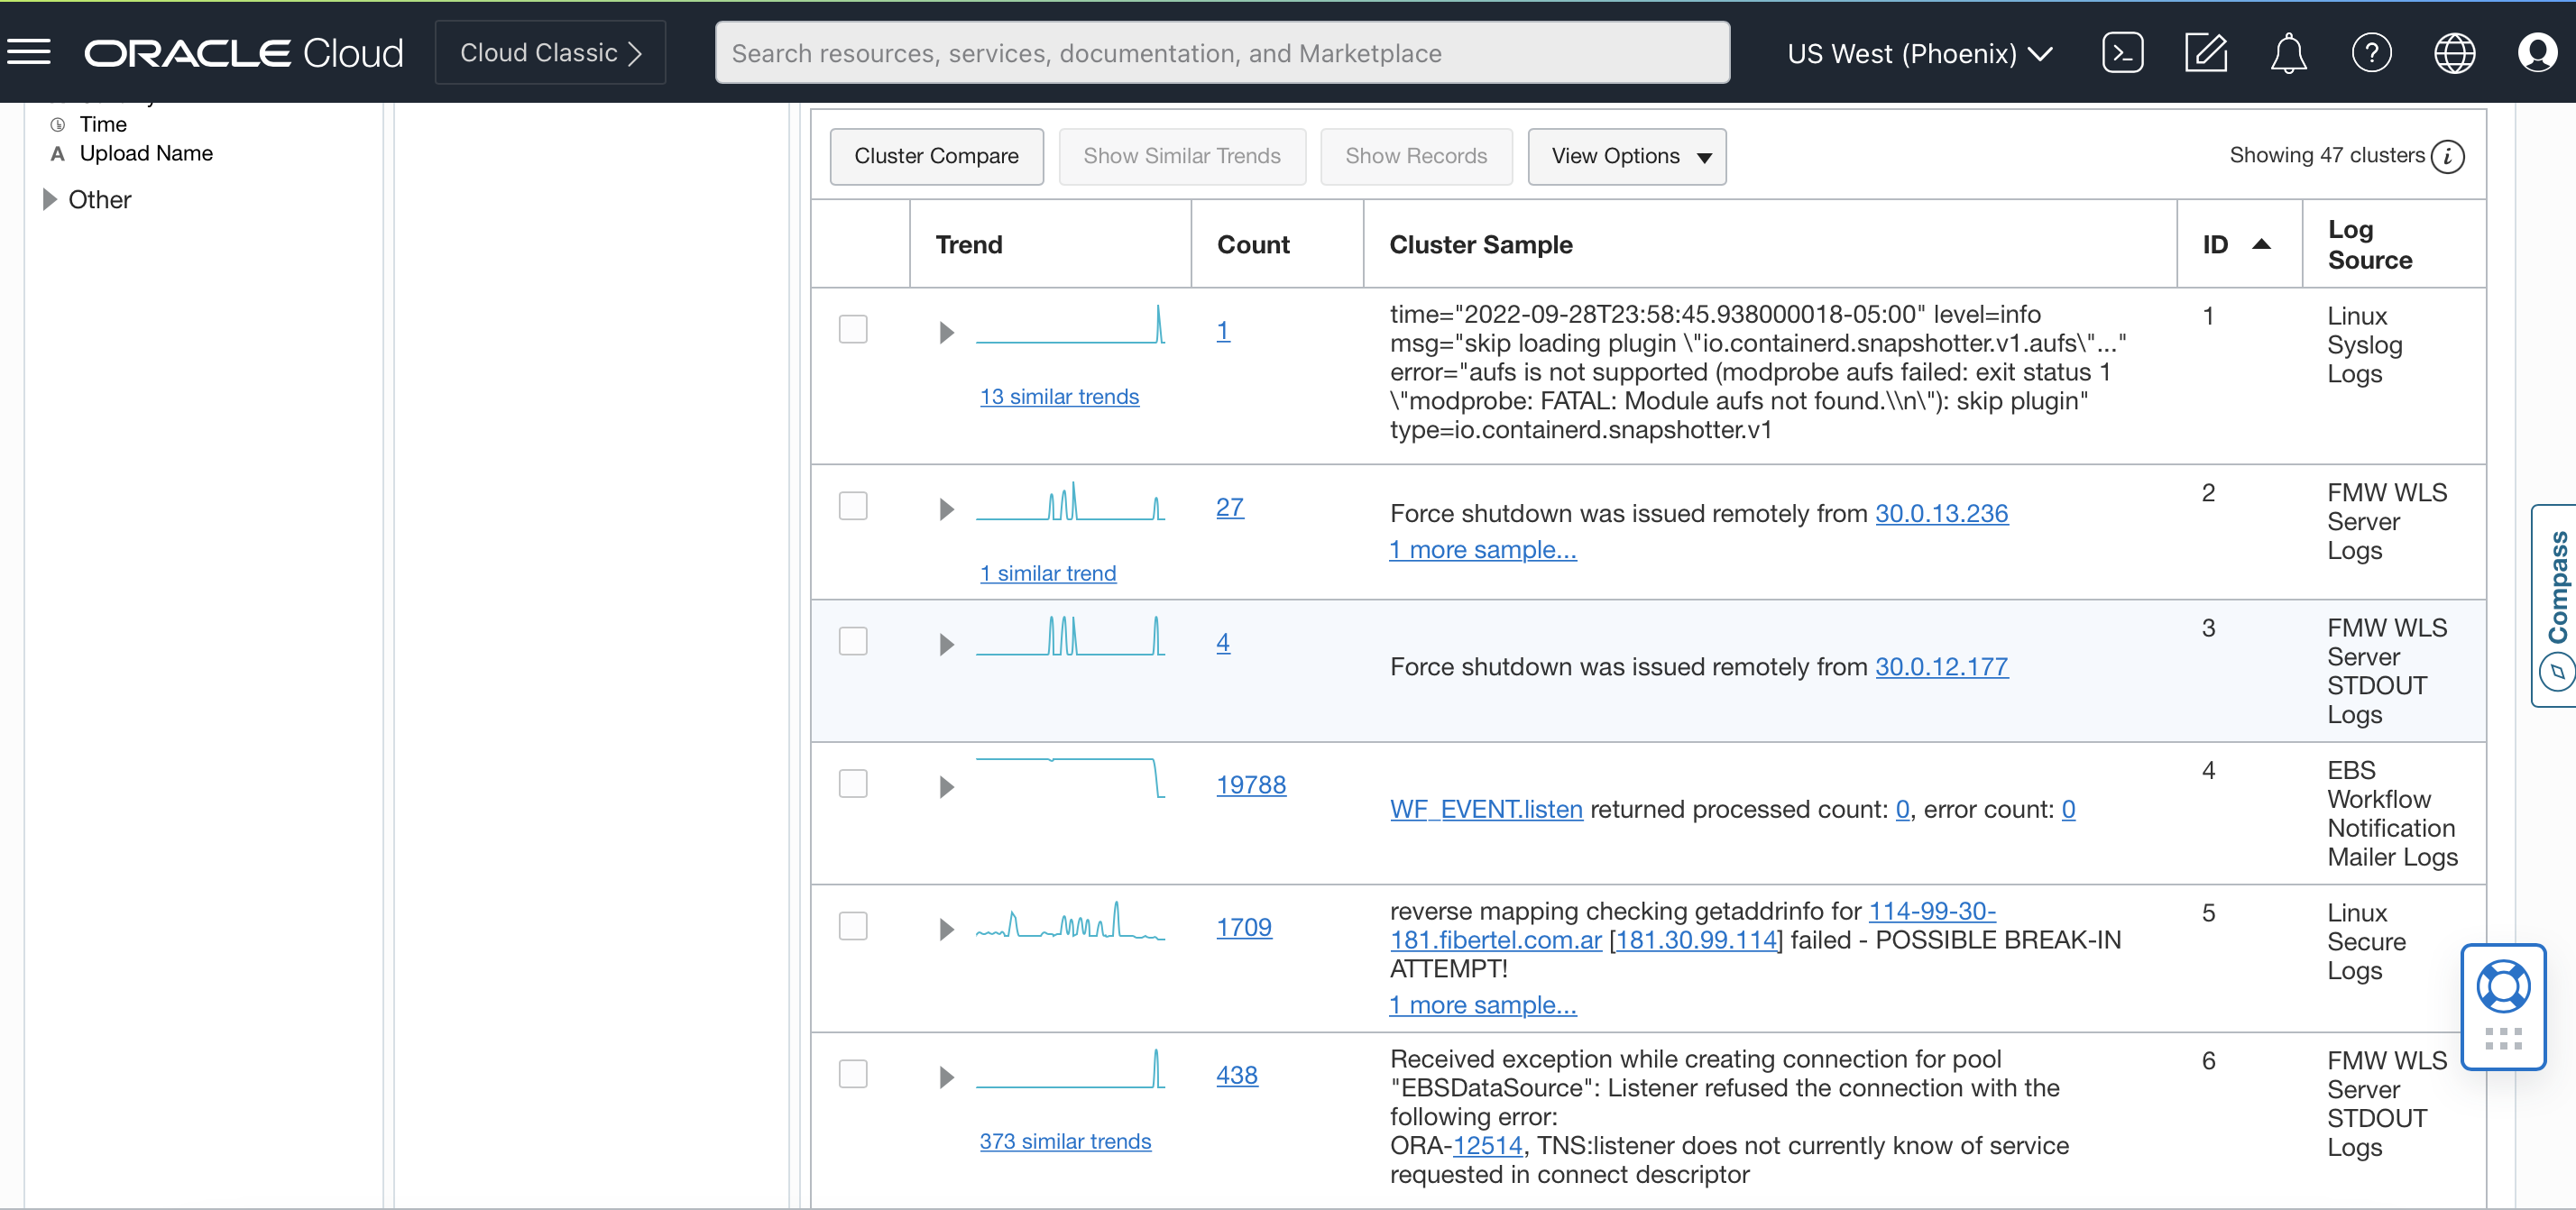 ORACLE Cloud
Cloud Classic
Search resources, services, documentation, and Marketplace
US West (Phoenix)
Time
A Upload Name
Other
Cluster Compare
Show Similar Trends
Show Records
View Options
Showing 47 clusters
Trend
Count
Cluster Sample
ID
Log
Source
1
13 similar trends
time="2022-09-28T23:58:45.938000018-05:00" level=info
msg="skip loading plugin \"io.containerd.snapshotter.v1.aufs\"..."
error="aufs is not supported (modprobe aufs failed: exit status 1
\"modprobe: FATAL: Module aufs not found.\\n\"): skip plugin"
type=io.containerd.snapshotter.v1
1
Linux
Syslog
Logs
27
1 similar trend
Force shutdown was issued remotely from 30.0.13.236
1 more sample...
2
FMW WLS
Server
Logs
4
Force shutdown was issued remotely from 30.0.12.177
3
FMW WLS
Server
STDOUT
Logs
19788
WF_EVENT.listen returned processed count: 0, error count: 0
4
EBS
Workflow
Notification
Mailer Logs
1709
reverse mapping checking getaddrinfo for 114-99-30-
181.fibertel.com.ar [181.30.99.114] failed - POSSIBLE BREAK-IN
ATTEMPT!
1 more sample...
5
Linux
Secure
Logs
438
373 similar trends
Received exception while creating connection for pool
"EBSDataSource": Listener refused the connection with the
following error:
ORA-12514, TNS:listener does not currently know of service
requested in connect descriptor
6
FMW WLS
Server
STDOUT
Logs
Compass